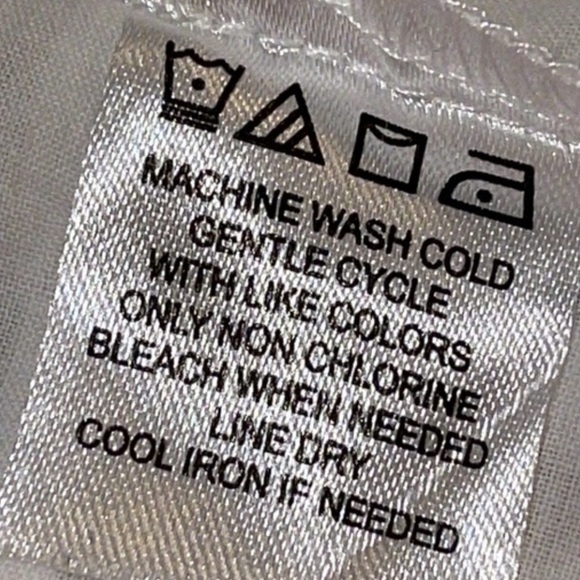 MACHINE WASH COLD
GENTLE CYCLE
WITH LIKE COLORS
ONLY NON CHLORINE
BLEACH WHEN NEEDED
LINE DRY
COOL IRON IF NEEDED